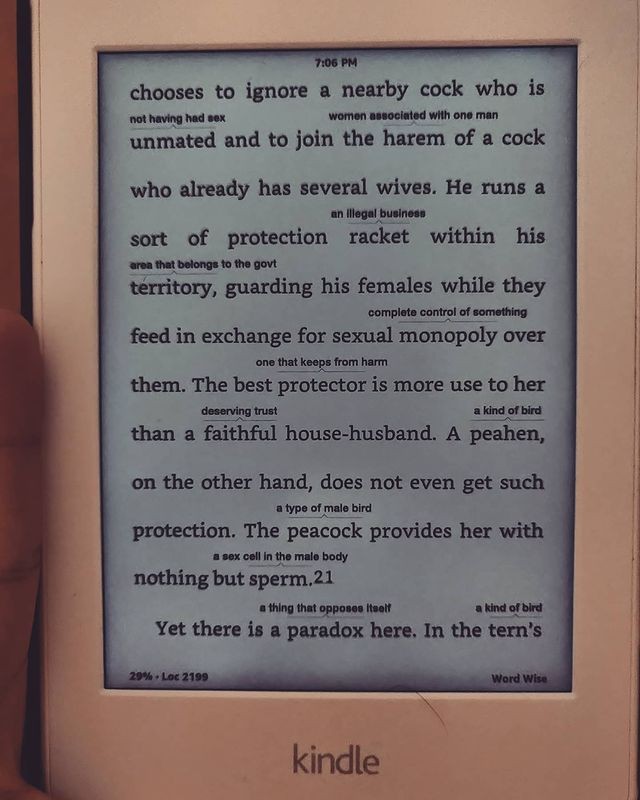 7:06 PM
chooses to ignore a nearby cock who is
not having had sex women associated with one man
unmated and to join the harem of a cock
who already has several wives. He runs a
an illegal business
sort of protection racket within his
area that belongs to the govt
territory, guarding his females while they
complete control of something
feed in exchange for sexual monopoly over
one that keeps from harm
them. The best protector is more use to her
deserving trust a kind of bird
than a faithful house-husband. A peahen,
on the other hand, does not even get such
a type of male bird
protection. The peacock provides her with
a sex cell in the male body
nothing but sperm.21
a thing that opposes itself a kind of bird
Yet there is a paradox here. In the tern's
29% • Loc 2199 Word Wise
kindle